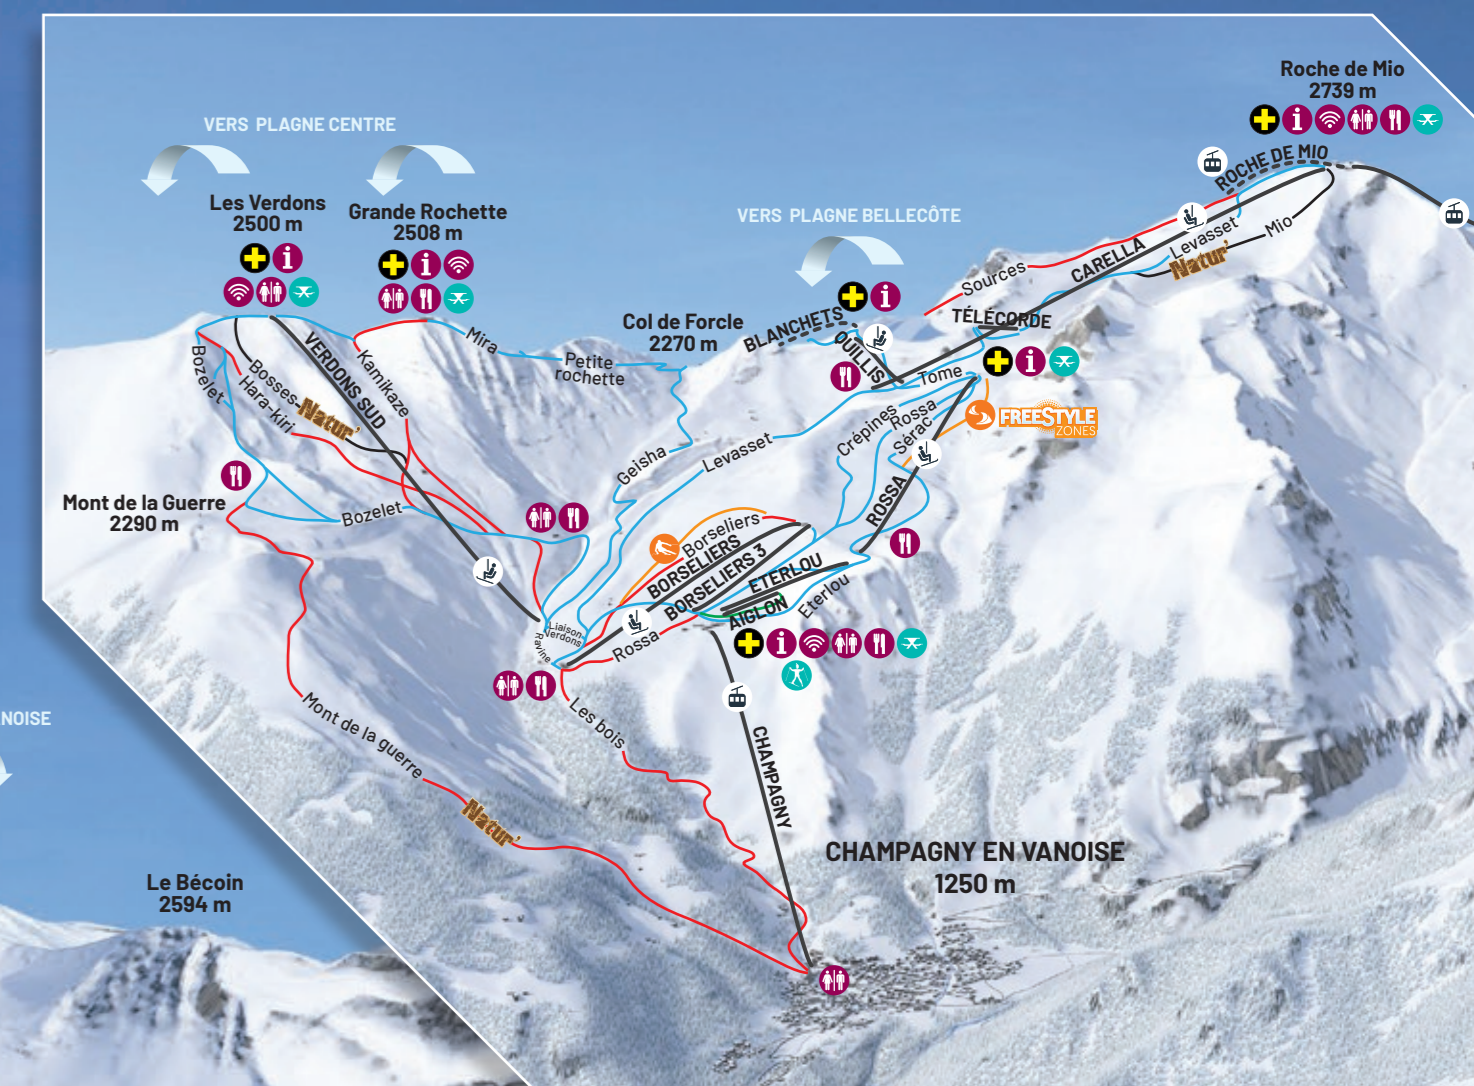 Roche de Mio
2739 m
VERS PLAGNE CENTRE
ROCHE DE MIO
Les Verdons
2500 m
Grande Rochette
2508 m
VERS PLAGNE BELLECÔTE
Levasset
Mio
Natur'
CARELLA
Sources
Col de Forcle
2270 m
BLANCHETS
TÉLÉCORDE
QUILLIS
Tome
Mira
Petite
rochette
Bozelet
Bosses
Hara-kiri
Natur'
VERDONS SUD
Kamikaze
FREESTYLE
ZONES
Crépines
Rossa
Sérac
Geisha
Levasset
ROSSA
Mont de la Guerre
2290 m
Bozelet
Borseliers
BORSELIERS
BORSELIERS 3
ETERLOU
AIGLON
Eterlou
Liaison
Verdons
Ravine
Rossa
Les bois
Mont de la guerre
CHAMPAGNY
ANOISE
Natur'
CHAMPAGNY EN VANOISE
1250 m
Le Bécoin
2594 m